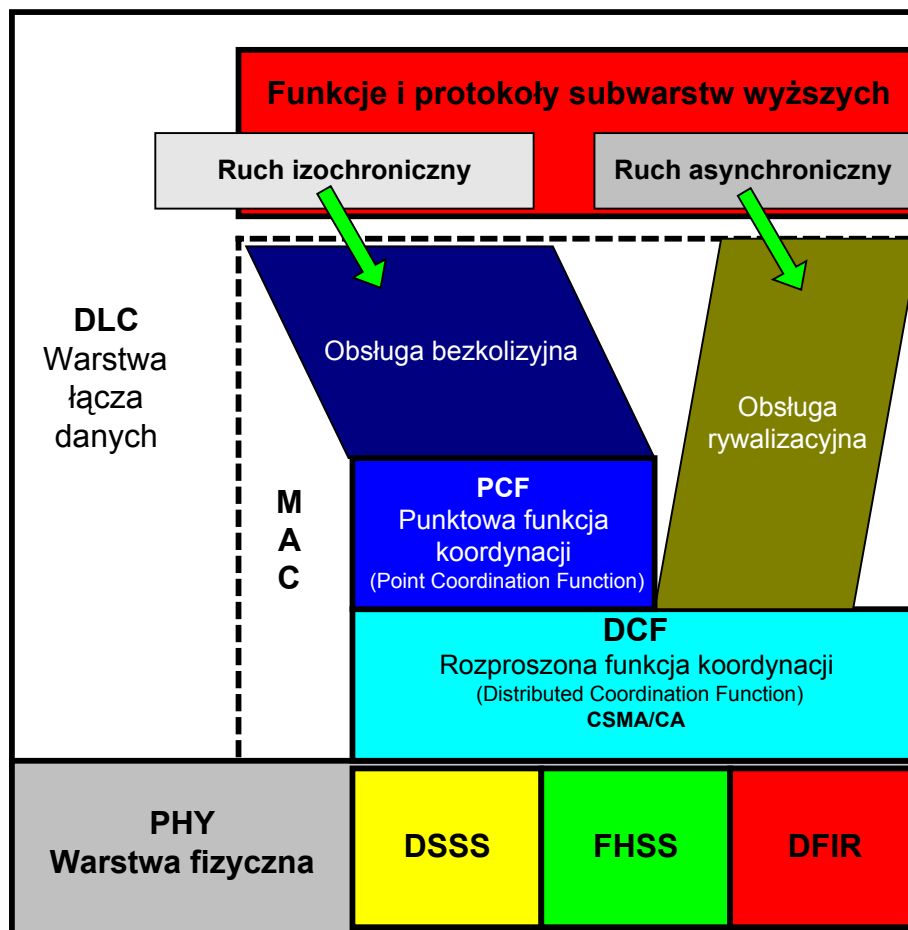 Funkcje i protokoły subwarstw wyższych
Ruch izochroniczny
Ruch asynchroniczny
DLC
Warstwa
łącza
danych
Obsługa bezkolizyjna
Obsługa
rywalizacyjna
M
A
C
PCF
Punktowa funkcja
koordynacji
(Point Coordination Function)
DCF
Rozproszona funkcja koordynacji
(Distributed Coordination Function)
CSMA/CA
PHY
Warstwa fizyczna
DSSS
FHSS
DFIR